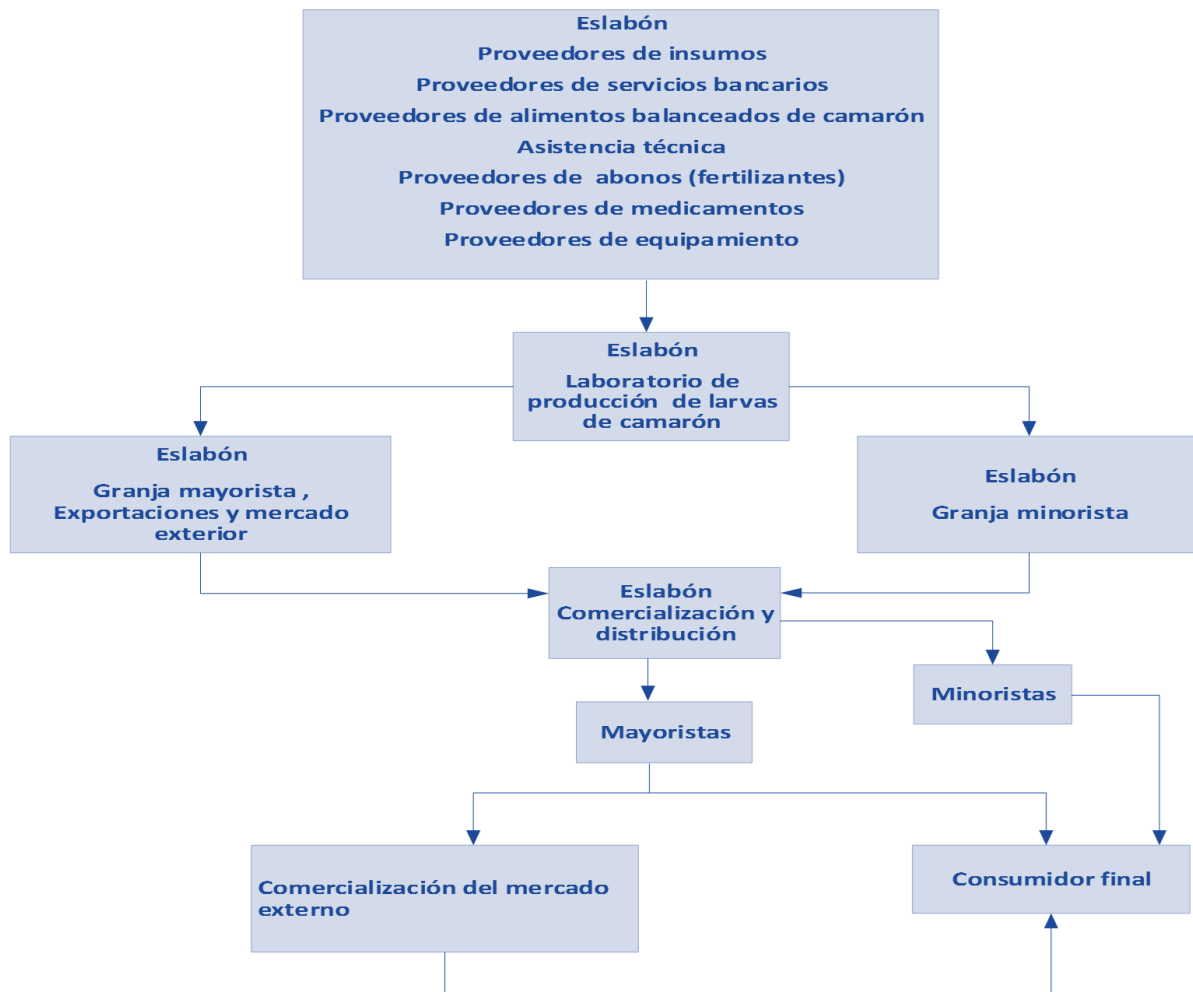 Eslabón
Proveedores de insumos
Proveedores de servicios bancarios
Proveedores de alimentos balanceados de camarón
Asistencia técnica
Proveedores de  abonos (fertilizantes)
Proveedores de medicamentos
Proveedores de equipamiento
Eslabón
Laboratorio de
producción  de larvas
de camarón
Eslabón
Granja mayorista ,
Exportaciones y mercado
exterior
Eslabón
Granja minorista
Eslabón
Comercialización y
distribución
Minoristas
Mayoristas
Comercialización del mercado
externo
Consumidor final